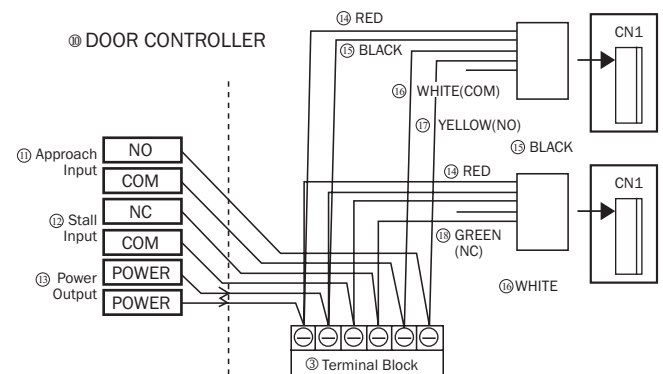 ⑩ DOOR CONTROLLER
⑭ RED
⑮ BLACK
⑯ WHITE(COM)
⑰ YELLOW(NO)
CN1
⑪ Approach
Input
NO
COM
⑫ Stall
Input
NC
COM
⑬ Power
Output
POWER
POWER
⑮ BLACK
⑭ RED
⑱ GREEN
(NC)
⑯WHITE
CN1
③ Terminal Block